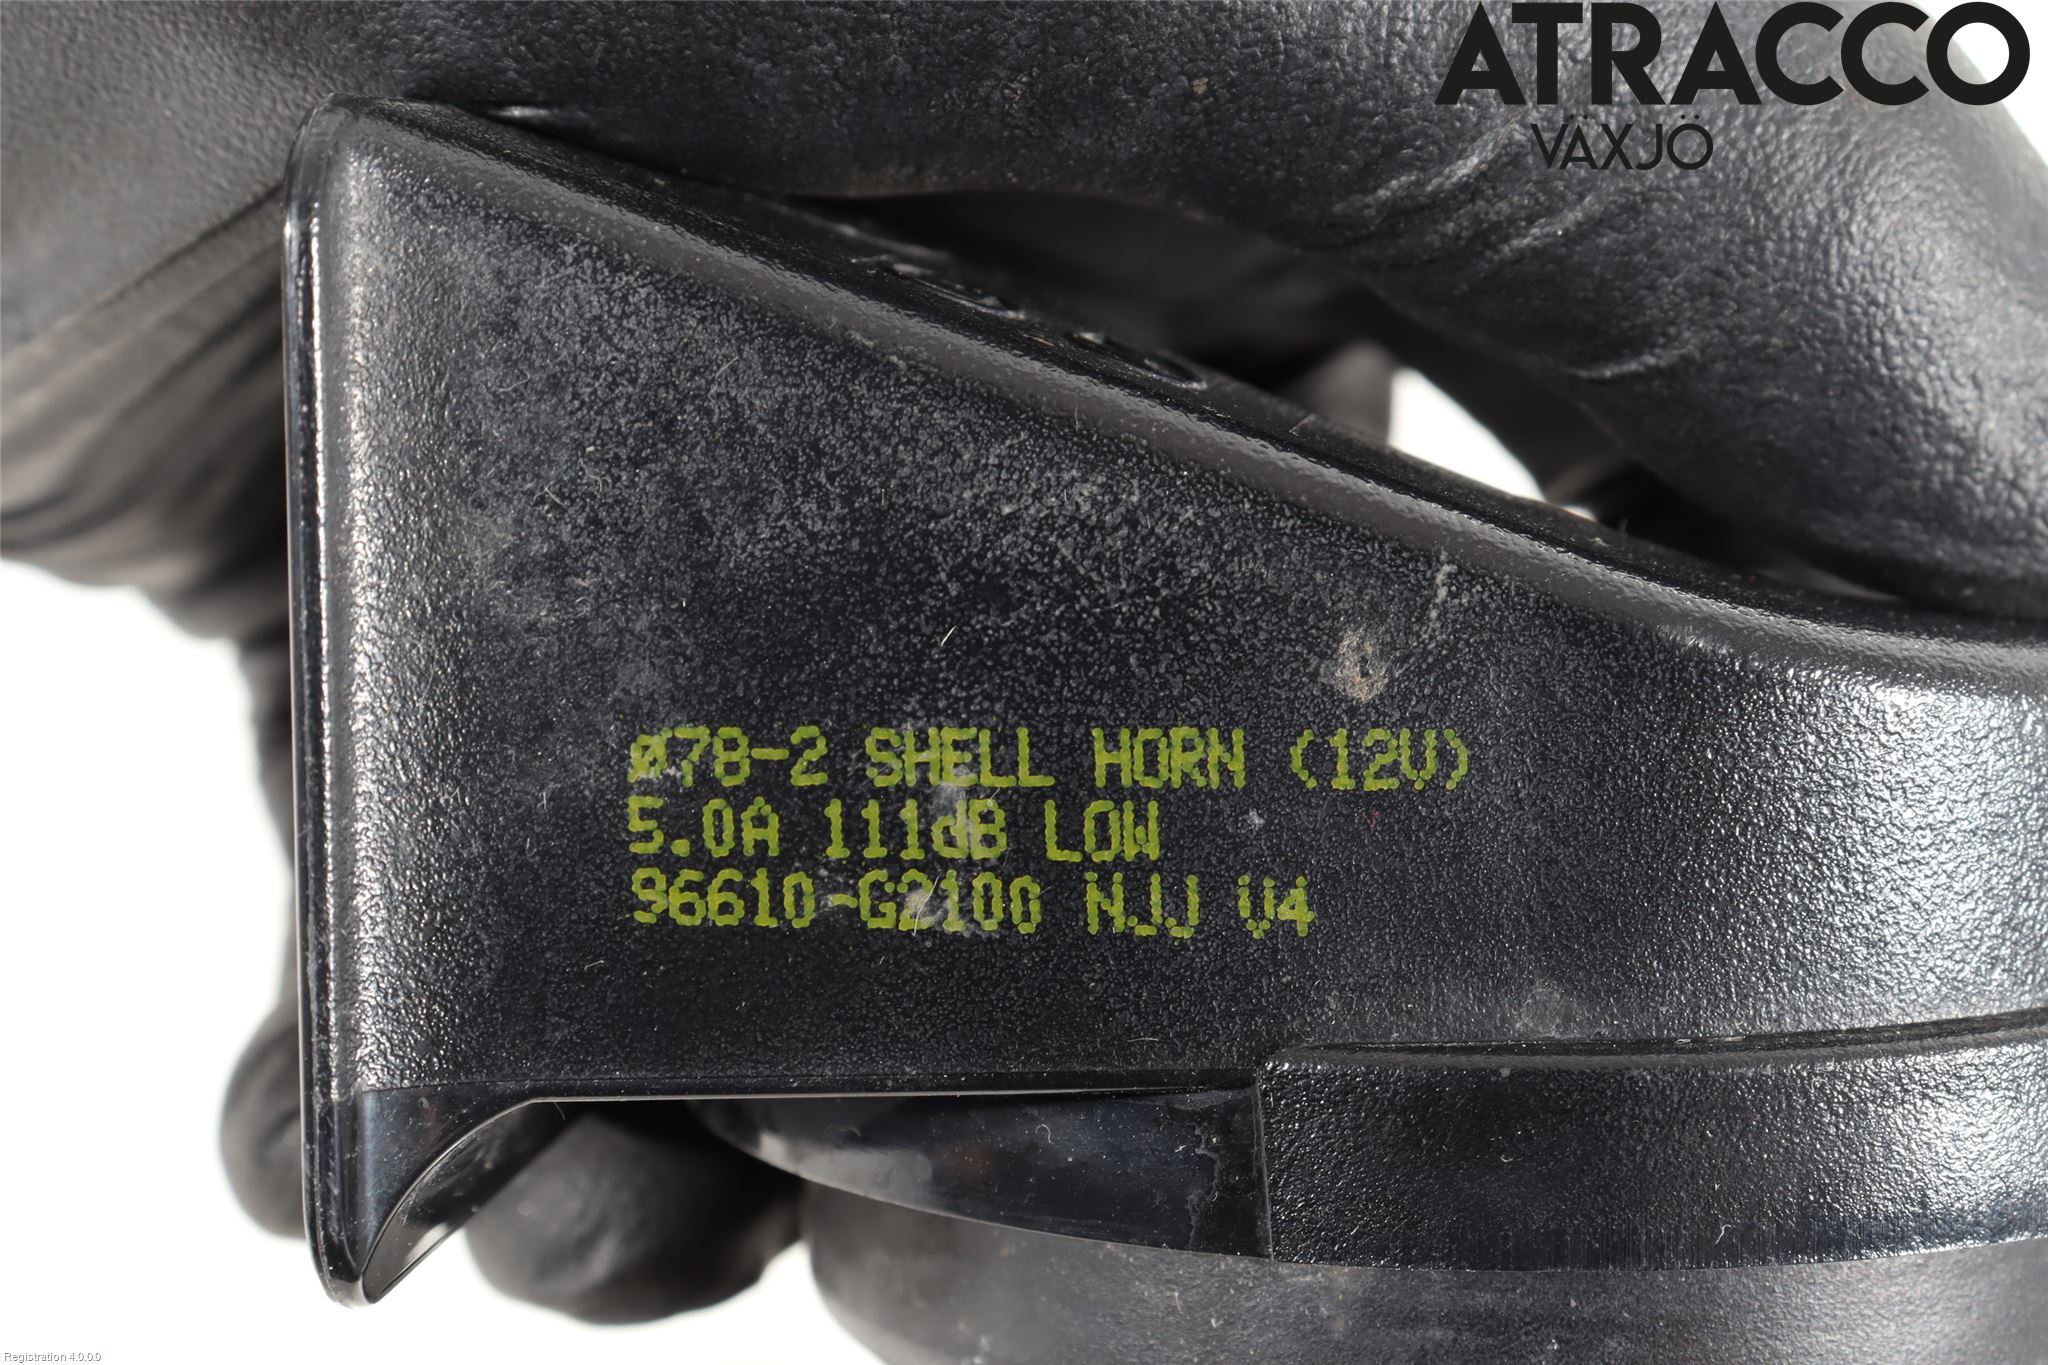 ATRACCO
VÄXJÖ
Ø78-2 SHELL HORN (12V)
5.0A 111dB LOW
96610-G2100 NJJ V4
Registration 4.0.0.0